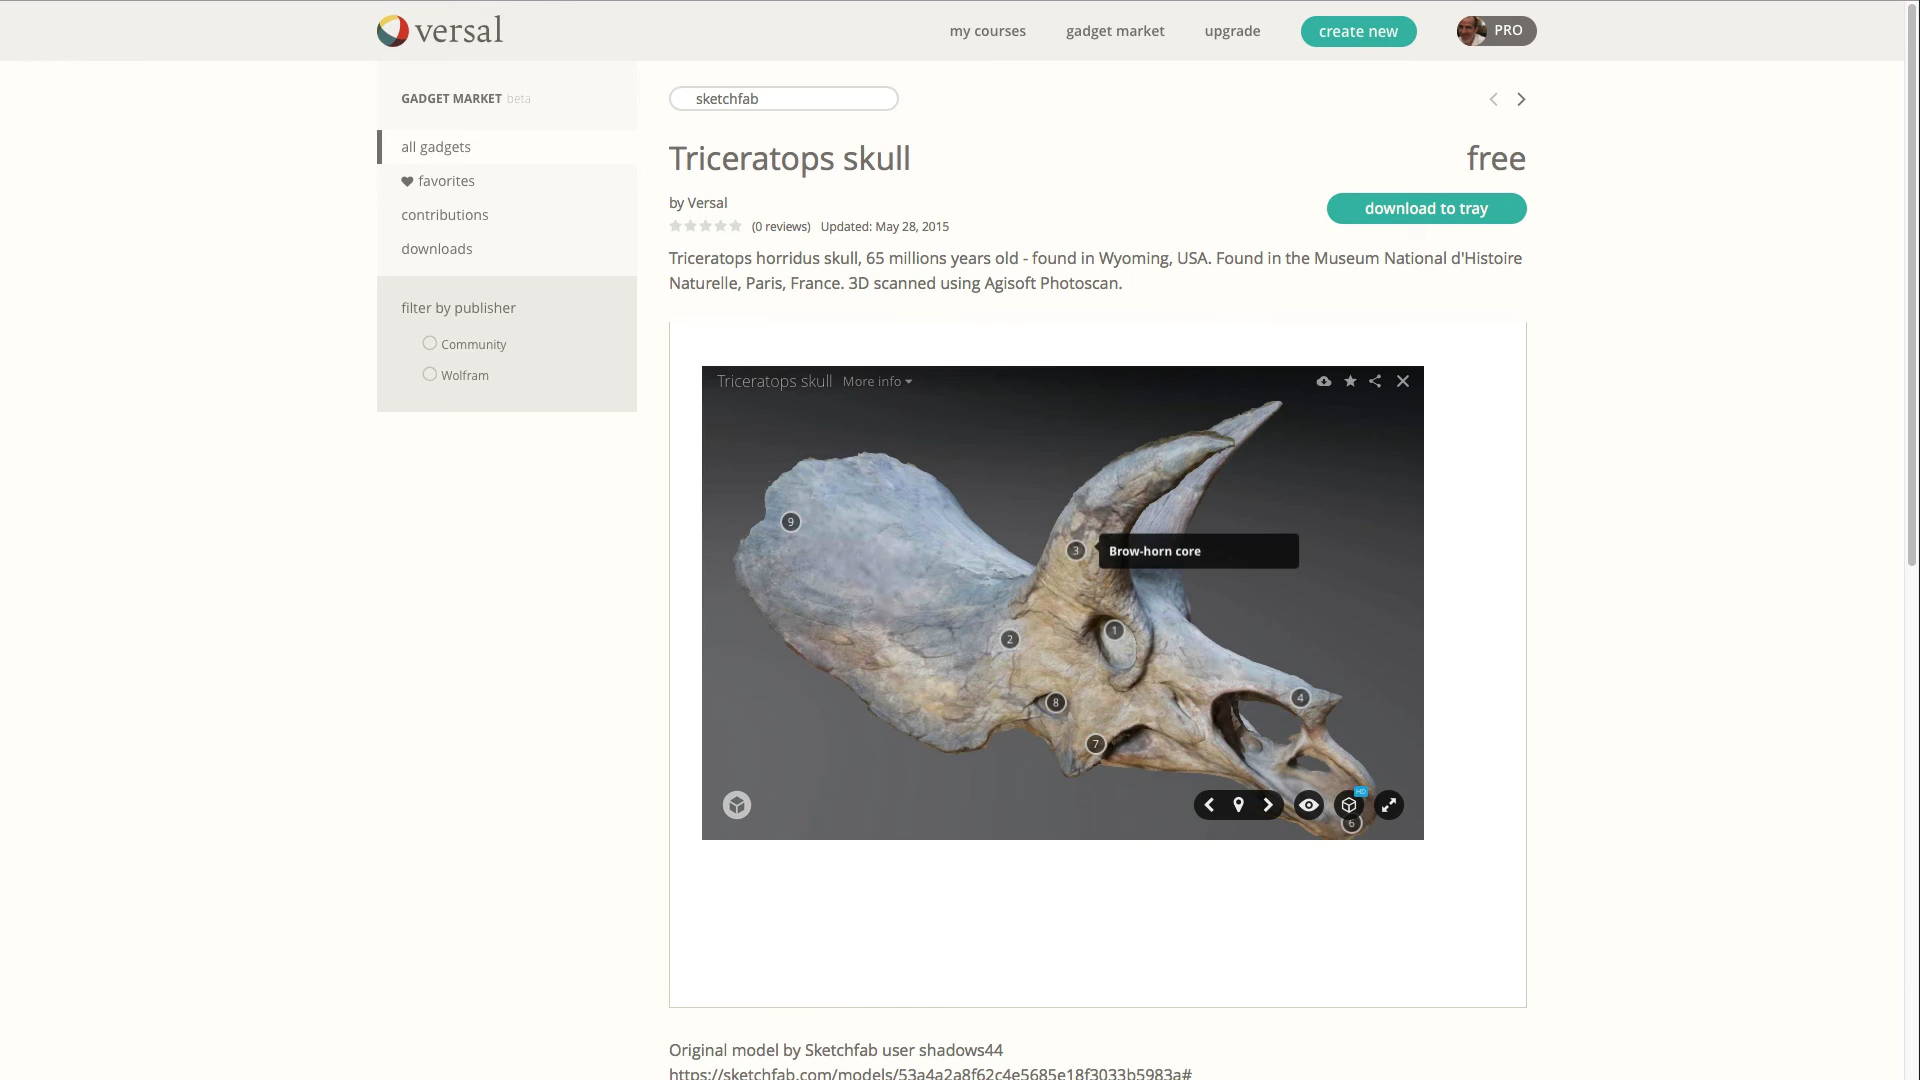 versal
my courses
gadget market
upgrade
create new
PRO
GADGET MARKET beta
all gadgets
favorites
contributions
downloads
filter by publisher
Community
Wolfram
sketchfab
Triceratops skull
free
by Versal
download to tray
(0 reviews) Updated: May 28, 2015
Triceratops horridus skull, 65 millions years old - found in Wyoming, USA. Found in the Museum National d'Histoire
Naturelle, Paris, France. 3D scanned using Agisoft Photoscan.
Triceratops skull More info
9
3
Brow-horn core
1
2
4
8
7
HD
6
Original model by Sketchfab user shadows44
https://sketchfab.com/models/53a4a2a8f62c4e5685e18f3033b5983a#